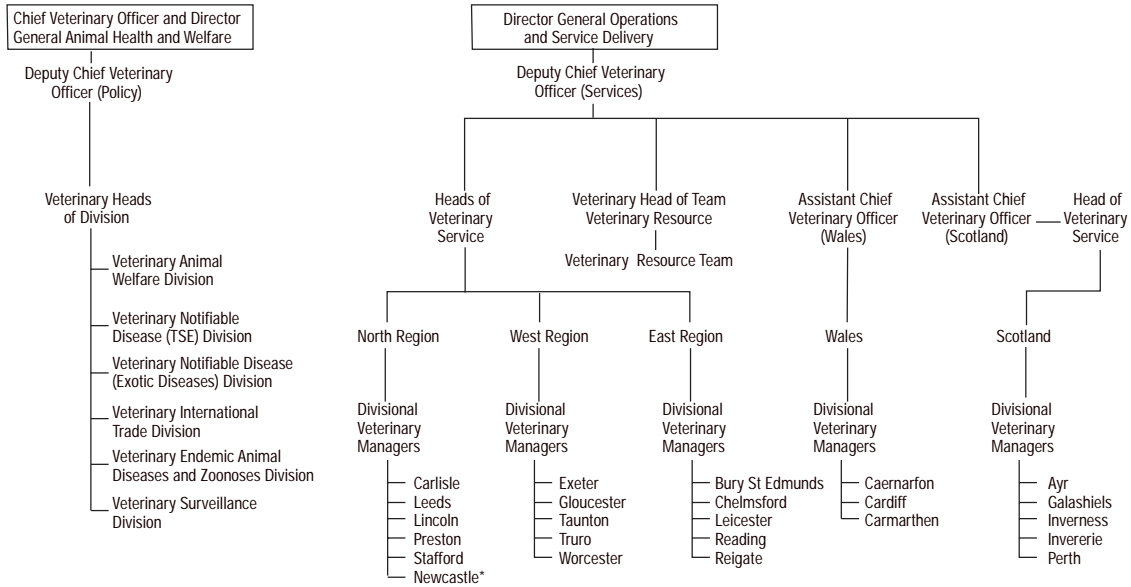 Chief Veterinary Officer and Director
General Animal Health and Welfare
Deputy Chief Veterinary
Officer (Policy)
Veterinary Heads
of Division
Veterinary Animal
Welfare Division
Veterinary Notifiable
Disease (TSE) Division
Veterinary Notifiable Disease
(Exotic Diseases) Division
Veterinary International
Trade Division
Veterinary Endemic Animal
Diseases and Zoonoses Division
Veterinary Surveillance
Division
Director General Operations
and Service Delivery
Deputy Chief Veterinary
Officer (Services)
Heads of
Veterinary
Service
Veterinary Head of Team
Veterinary Resource
Veterinary Resource Team
Assistant Chief
Veterinary Officer
(Wales)
Assistant Chief
Veterinary Officer
(Scotland)
Head of
Veterinary
Service
North Region
Divisional
Veterinary
Managers
Carlisle
Leeds
Lincoln
Preston
Stafford
Newcastle*
West Region
Divisional
Veterinary
Managers
Exeter
Gloucester
Taunton
Truro
Worcester
East Region
Divisional
Veterinary
Managers
Bury St Edmunds
Chelmsford
Leicester
Reading
Reigate
Wales
Divisional
Veterinary
Managers
Caernarfon
Cardiff
Carmarthen
Scotland
Divisional
Veterinary
Managers
Ayr
Galashiels
Inverness
Invererie
Perth